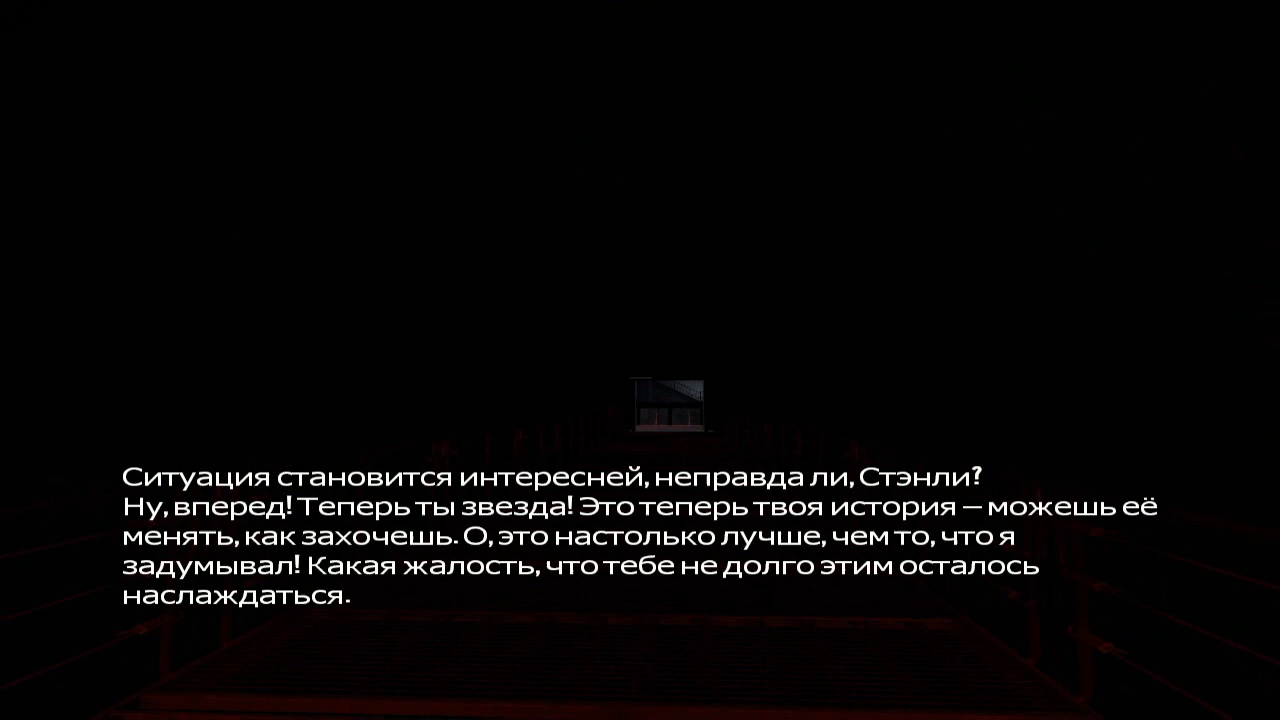 Ситуация становится интересней, неправда ли, Стэнли?
Ну, вперед! Теперь ты звезда! Это теперь твоя история — можешь её
менять, как захочешь. О, это настолько лучше, чем то, что я
задумывал! Какая жалость, что тебе не долго этим осталось
наслаждаться.